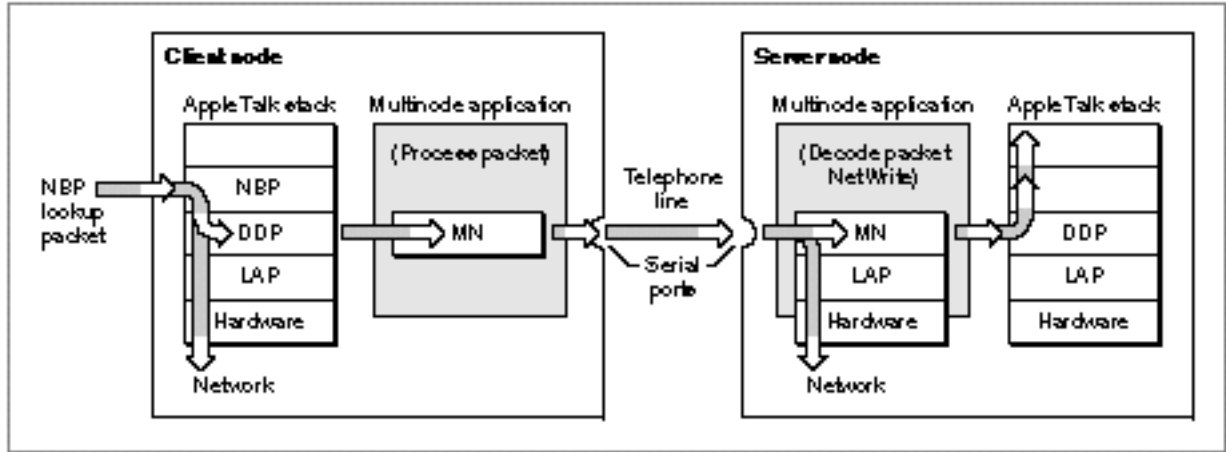 Client node
AppleTalk stack
Multinode application
(Process packet)
NBP
lookup
packet
NBP
DDP
LAP
Hardware
MN
Network
Telephone
line
Serial
ports
Server node
Multinode application
AppleTalk stack
(Decode packet
NetWrite)
MN
LAP
Hardware
DDP
LAP
Hardware
Network